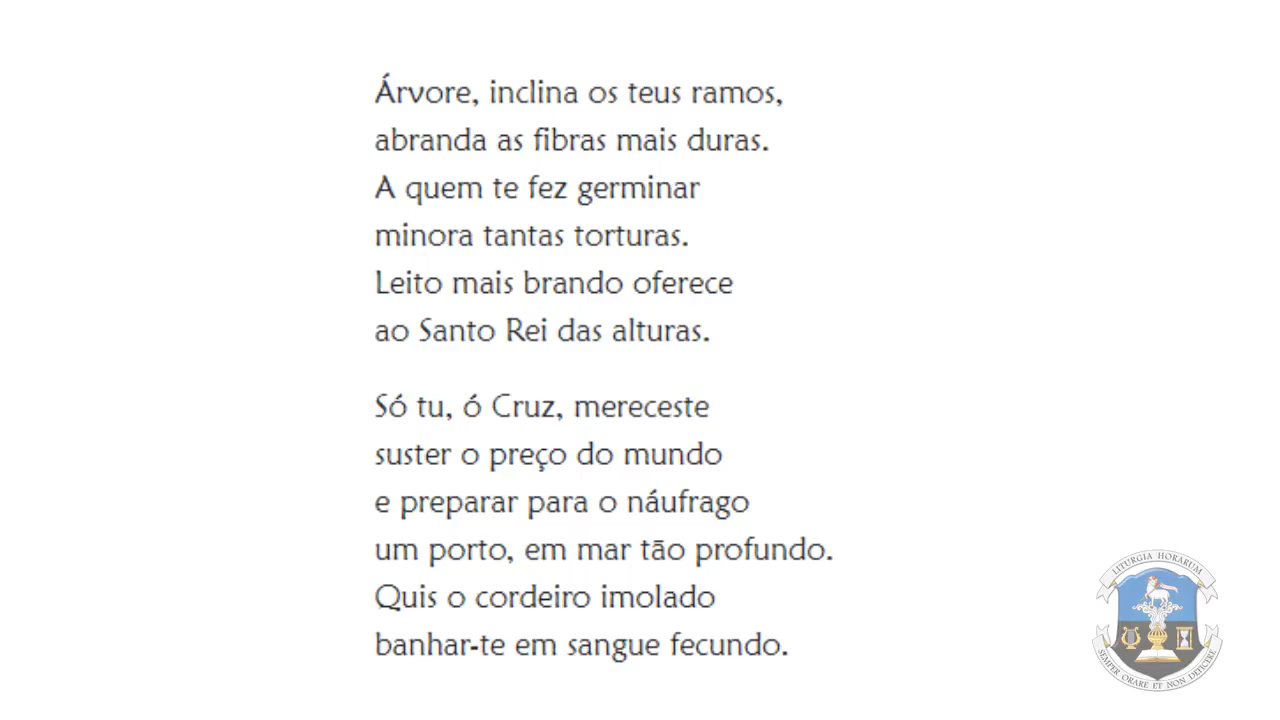 Árvore, inclina os teus ramos,
abranda as fibras mais duras.
A quem te fez germinar
minora tantas torturas.
Leito mais brando oferece
ao Santo Rei das alturas.
Só tu, ó Cruz, mereceste
suster o preço do mundo
e preparar para o náufrago
um porto, em mar tão profundo.
Quis o cordeiro imolado
banhar-te em sangue fecundo.
LITURGIA HORARUM
SEMPER ORARE ET NON DEFICERE